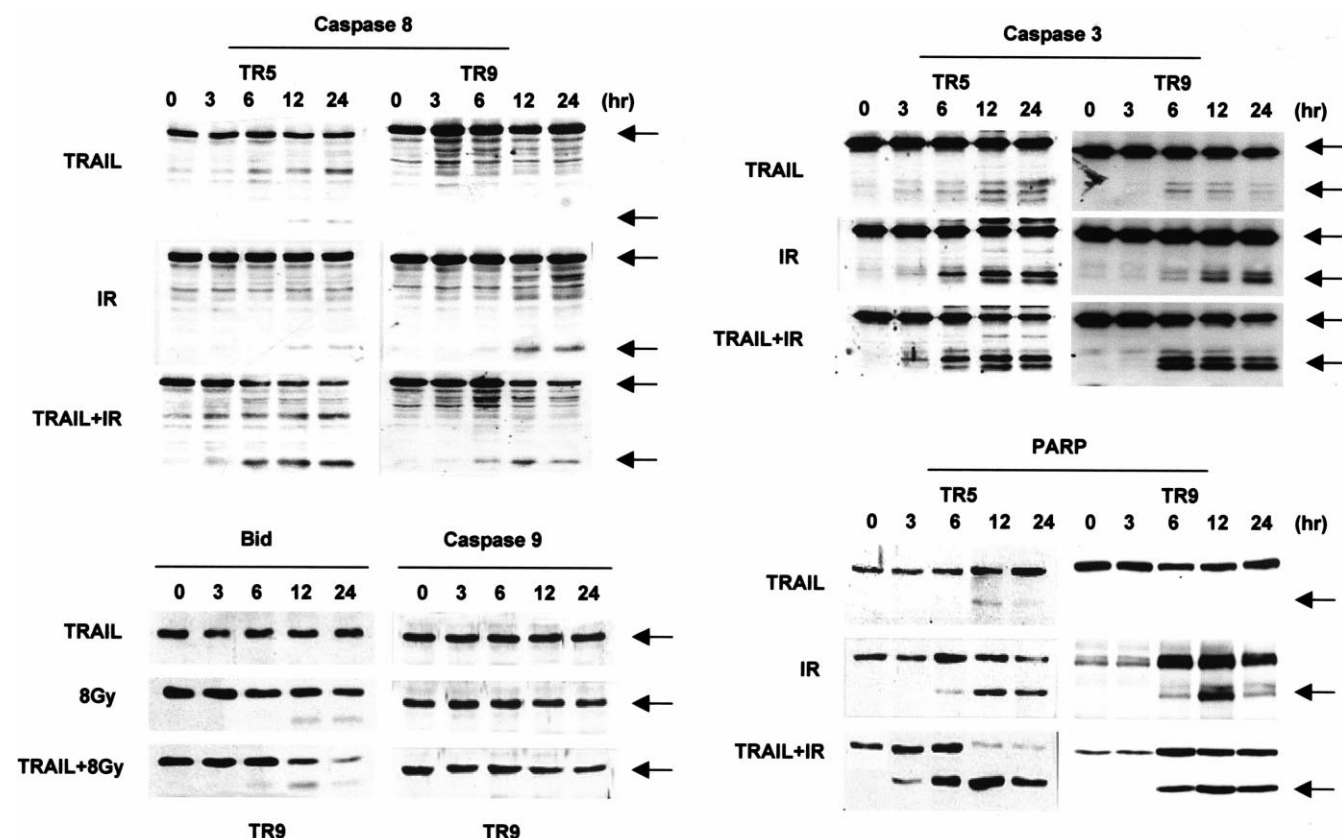 Caspase 8
TR5 TR9
0 3 6 12 24 0 3 6 12 24 (hr)
TRAIL
IR
TRAIL+IR
Caspase 3
TR5 TR9
0 3 6 12 24 0 3 6 12 24 (hr)
TRAIL
IR
TRAIL+IR
Bid Caspase 9
0 3 6 12 24 0 3 6 12 24
TRAIL
8Gy
TRAIL+8Gy
TR9 TR9
PARP
TR5 TR9
0 3 6 12 24 0 3 6 12 24 (hr)
TRAIL
IR
TRAIL+IR